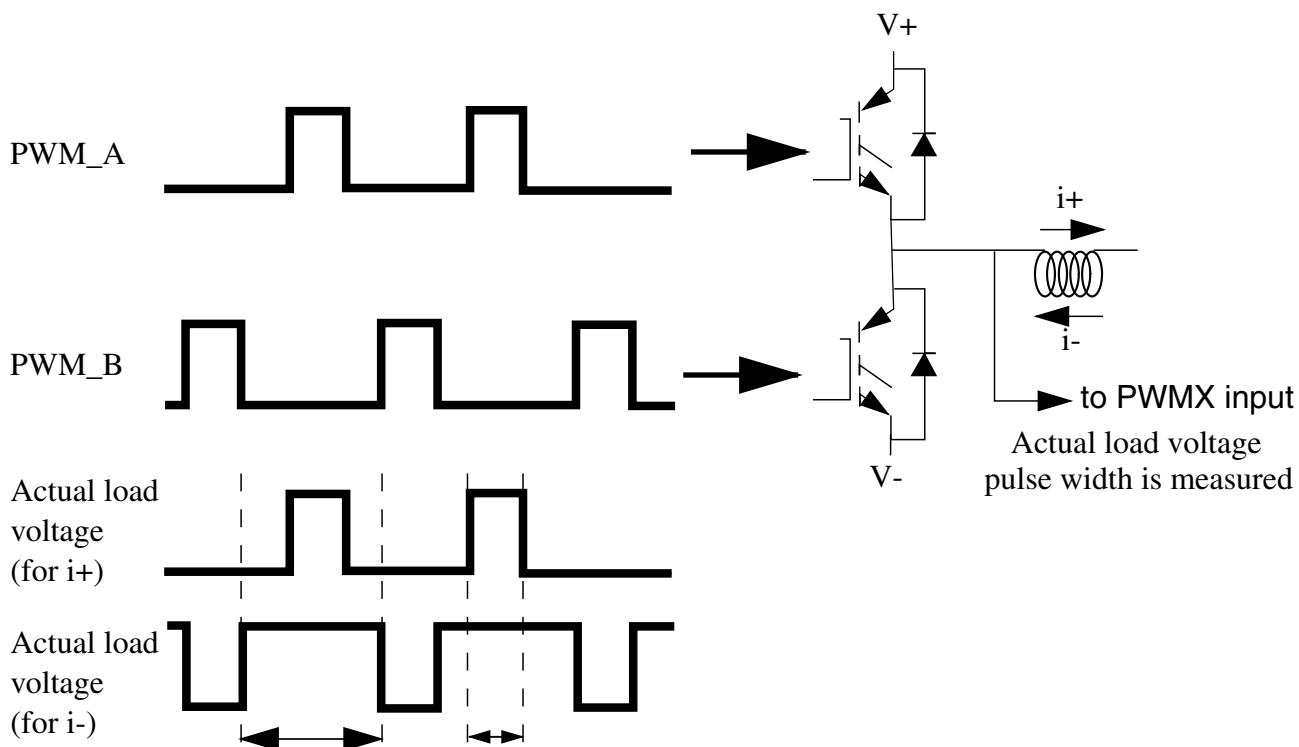 V+
PWM_A
i+
PWM_B
i-
to PWMX input
Actual load voltage
pulse width is measured
V-
Actual load
voltage
(for i+)
Actual load
voltage
(for i-)